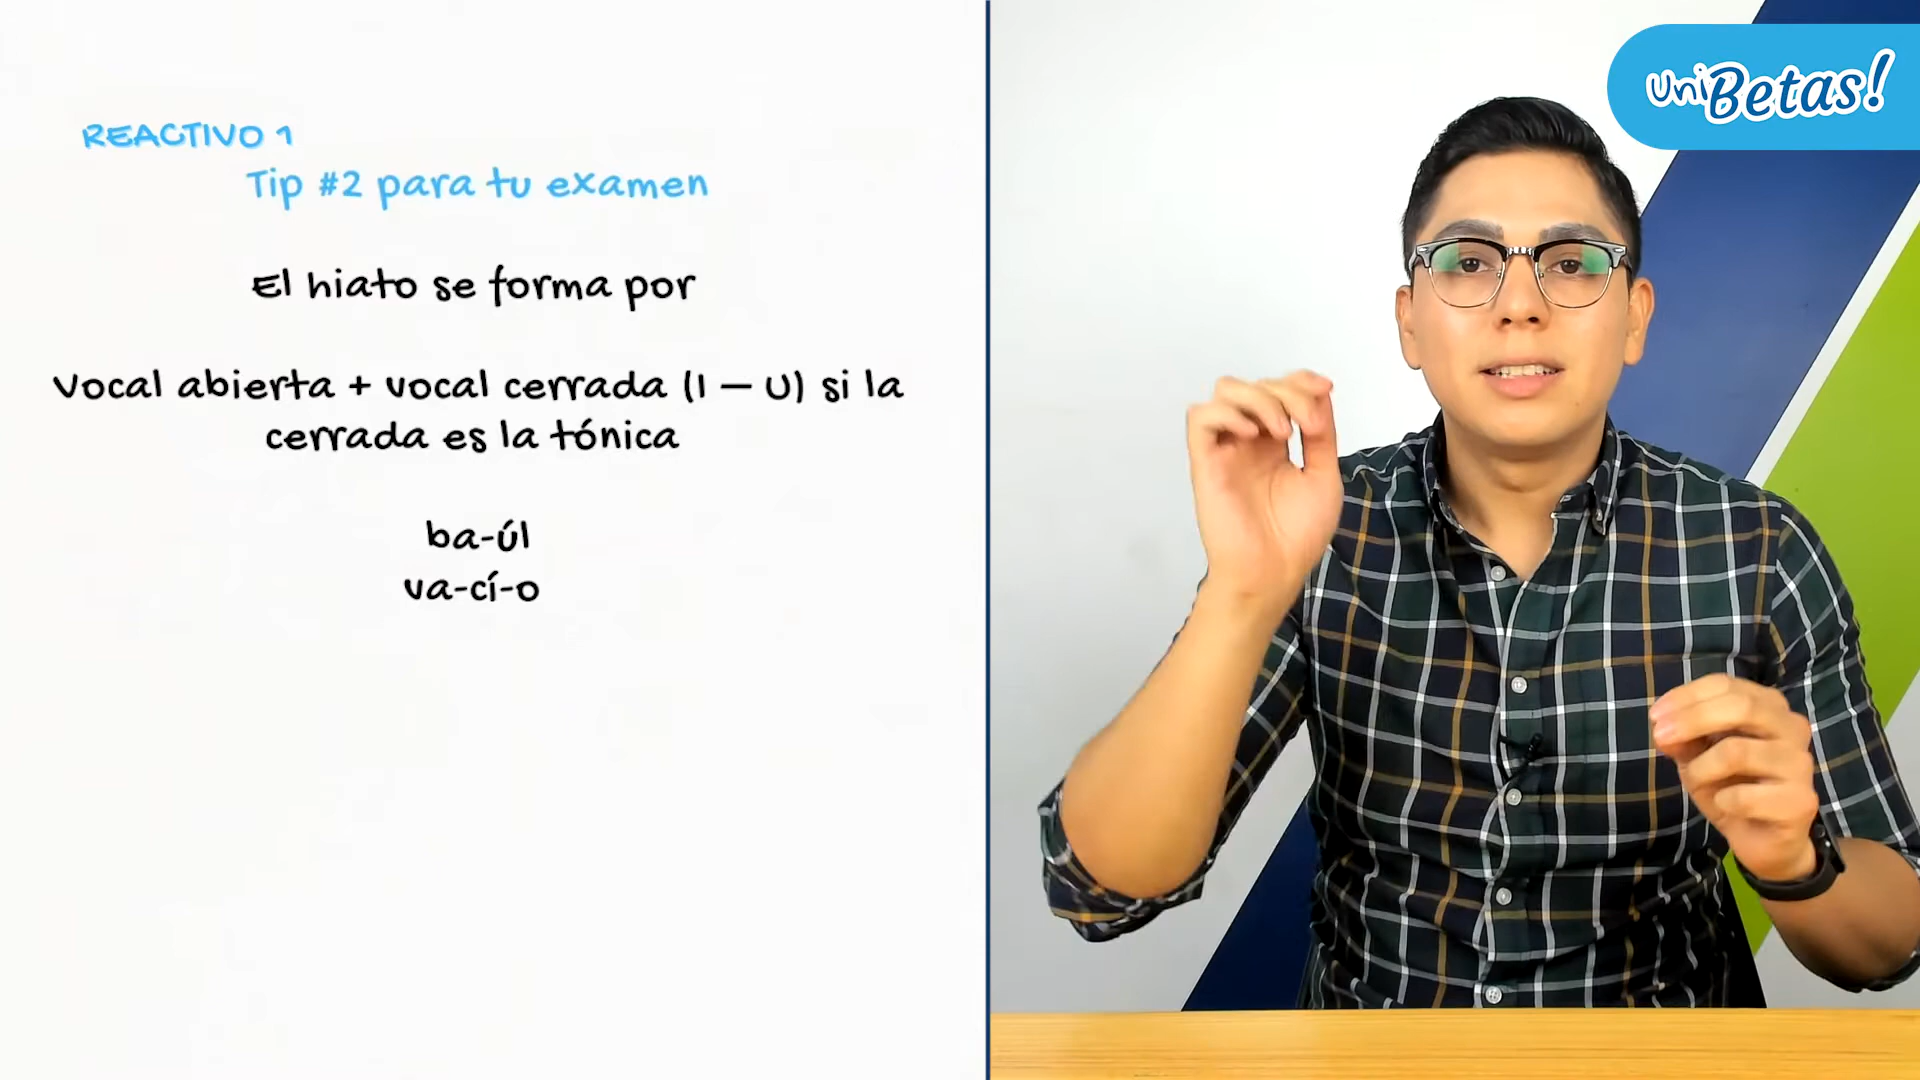 REACTIVO 1
Tip #2 para tu examen
El hiato se forma por
Vocal abierta + vocal cerrada (I – U) si la
cerrada es la tónica
ba-úl
va-cí-o
UniBetas!